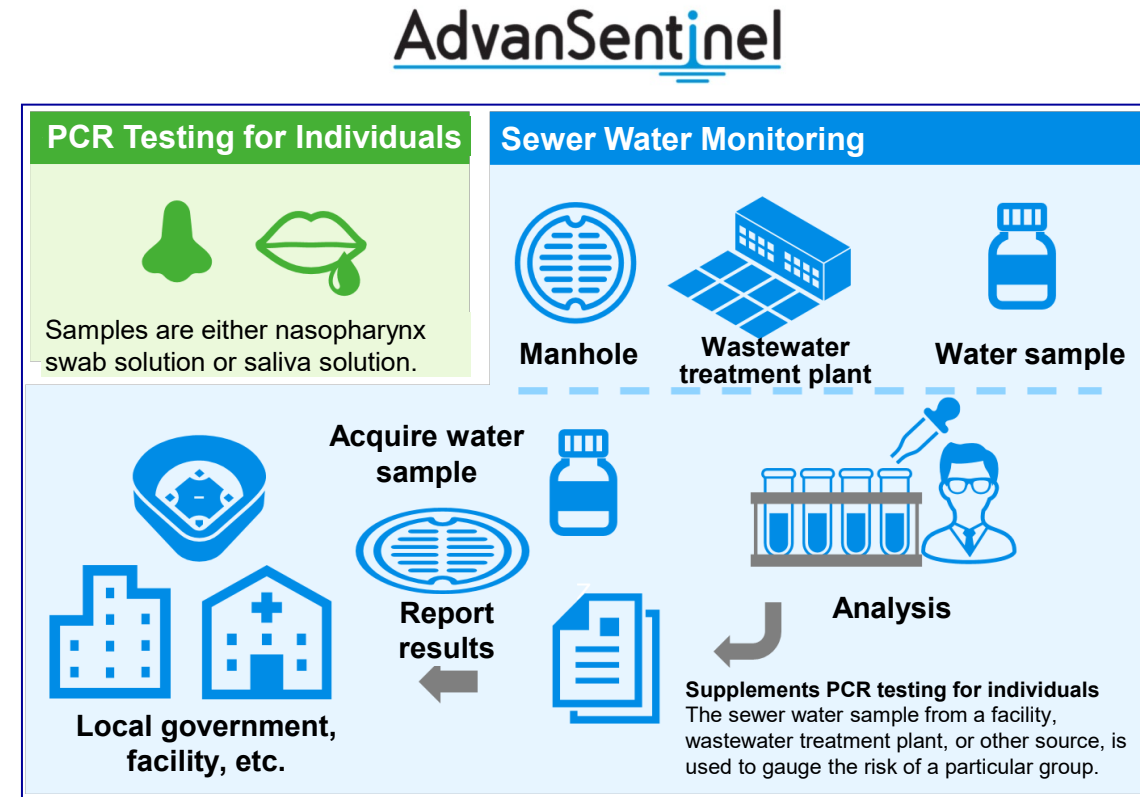 AdvanSentinel
PCR Testing for Individuals
Samples are either nasopharynx
swab solution or saliva solution.
Sewer Water Monitoring
Manhole
Wastewater
treatment plant
Water sample
Acquire water
sample
Analysis
7
Report
results
Local government,
facility, etc.
Supplements PCR testing for individuals
The sewer water sample from a facility,
wastewater treatment plant, or other source, is
used to gauge the risk of a particular group.